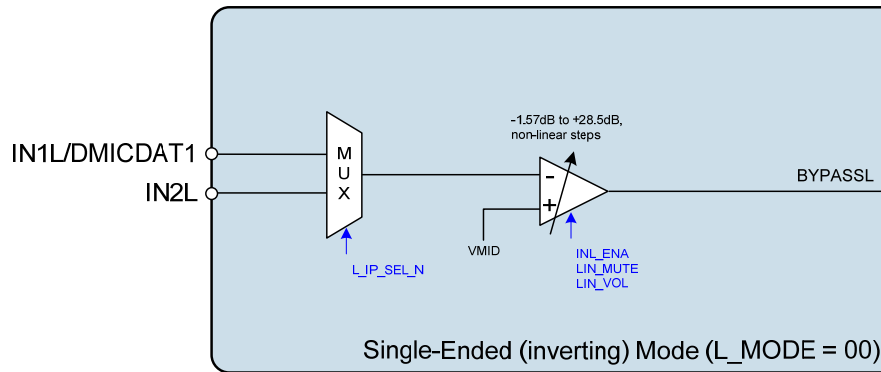 -1.57dB to +28.5dB,
non-linear steps
IN1L/DMICDAT1
IN2L
M
U
X
-
+
BYPASSL
VMID
L_IP_SEL_N
INL_ENA
LIN_MUTE
LIN_VOL
Single-Ended (inverting) Mode (L_MODE = 00)